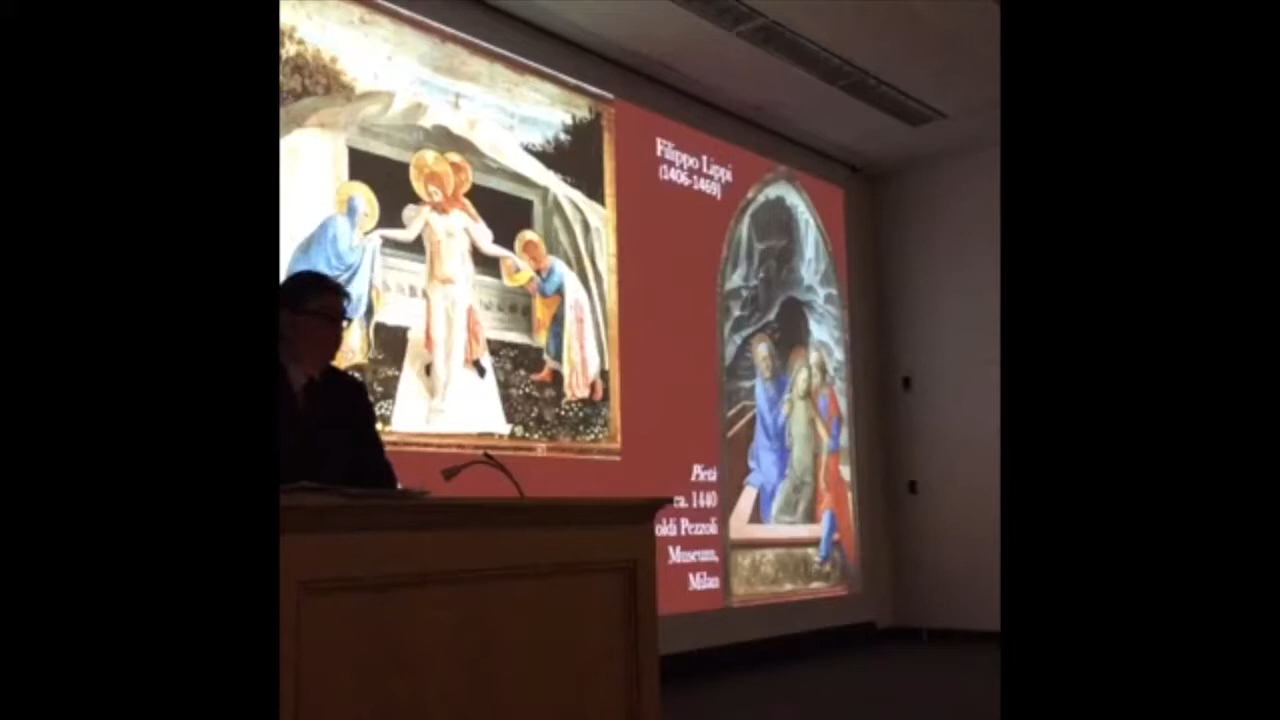 Filippo Lippi
(1406-1469)
Pietà
ca. 1440
oldi Pezzoli
Museum,
Milan